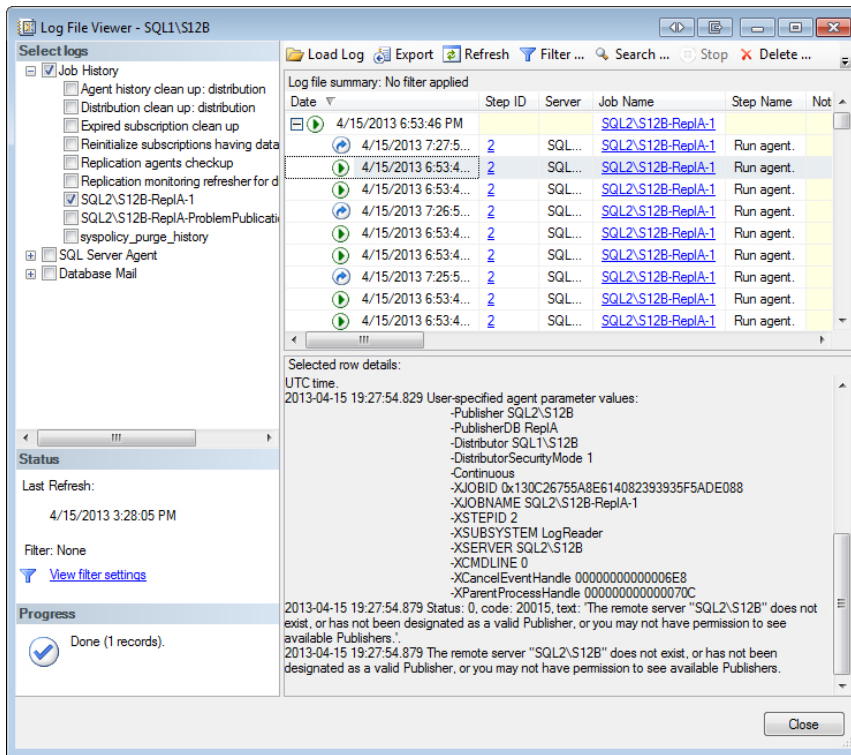 Log File Viewer - SQL1\S12B
Select logs
Job History
Agent history clean up: distribution
Distribution clean up: distribution
Expired subscription clean up
Reinitialize subscriptions having data
Replication agents checkup
Replication monitoring refresher for d
SQL2\S12B-ReplA-1
SQL2\S12B-ReplA-ProblemPublicati
syspolicy_purge_history
SQL Server Agent
Database Mail
Status
Last Refresh:
4/15/2013 3:28:05 PM
Filter: None
View filter settings
Progress
Done (1 records).
Load Log Export Refresh Filter ... Search ... Stop Delete ...
Log file summary: No filter applied
Date Step ID Server Job Name Step Name Not
4/15/2013 6:53:46 PM SQL2\S12B-ReplA-1
4/15/2013 7:27:5... 2 SQL... SQL2\S12B-ReplA-1 Run agent.
4/15/2013 6:53:4... 2 SQL... SQL2\S12B-ReplA-1 Run agent.
4/15/2013 6:53:4... 2 SQL... SQL2\S12B-ReplA-1 Run agent.
4/15/2013 7:26:5... 2 SQL... SQL2\S12B-ReplA-1 Run agent.
4/15/2013 6:53:4... 2 SQL... SQL2\S12B-ReplA-1 Run agent.
4/15/2013 6:53:4... 2 SQL... SQL2\S12B-ReplA-1 Run agent.
4/15/2013 7:25:5... 2 SQL... SQL2\S12B-ReplA-1 Run agent.
4/15/2013 6:53:4... 2 SQL... SQL2\S12B-ReplA-1 Run agent.
4/15/2013 6:53:4... 2 SQL... SQL2\S12B-ReplA-1 Run agent.
Selected row details:
UTC time.
2013-04-15 19:27:54.829 User-specified agent parameter values:
-Publisher SQL2\S12B
-PublisherDB ReplA
-Distributor SQL1\S12B
-DistributorSecurityMode 1
-Continuous
-XJOBID 0x130C26755A8E614082393935F5ADE088
-XJOBNAME SQL2\S12B-ReplA-1
-XSTEPID 2
-XSUBSYSTEM LogReader
-XSERVER SQL2\S12B
-XCMDLINE 0
-XCancelEventHandle 00000000000006E8
-XParentProcessHandle 000000000000070C
2013-04-15 19:27:54.879 Status: 0, code: 20015, text: 'The remote server "SQL2\S12B" does not
exist, or has not been designated as a valid Publisher, or you may not have permission to see
available Publishers.'.
2013-04-15 19:27:54.879 The remote server "SQL2\S12B" does not exist, or has not been
designated as a valid Publisher, or you may not have permission to see available Publishers.
Close